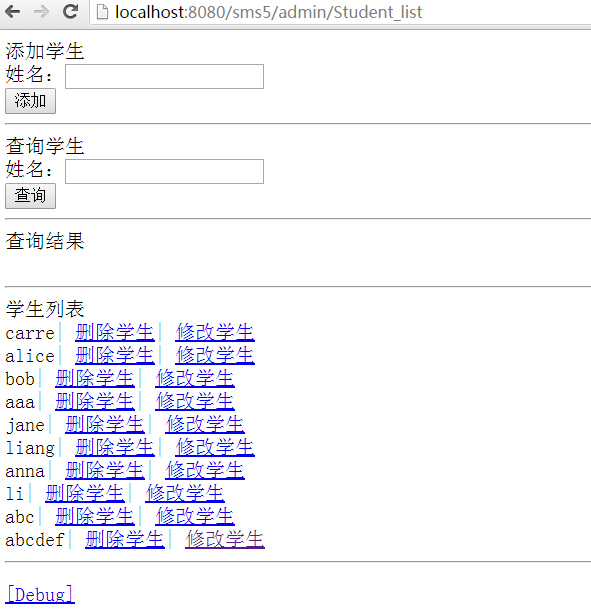 localhost:8080/sms5/admin/Student_list
添加学生
姓名：
添加
查询学生
姓名：
查询
查询结果
学生列表
carre| 删除学生| 修改学生
alice| 删除学生| 修改学生
bob| 删除学生| 修改学生
aaa| 删除学生| 修改学生
jane| 删除学生| 修改学生
liang| 删除学生| 修改学生
anna| 删除学生| 修改学生
li| 删除学生| 修改学生
abc| 删除学生| 修改学生
abcdef| 删除学生| 修改学生
[Debug]